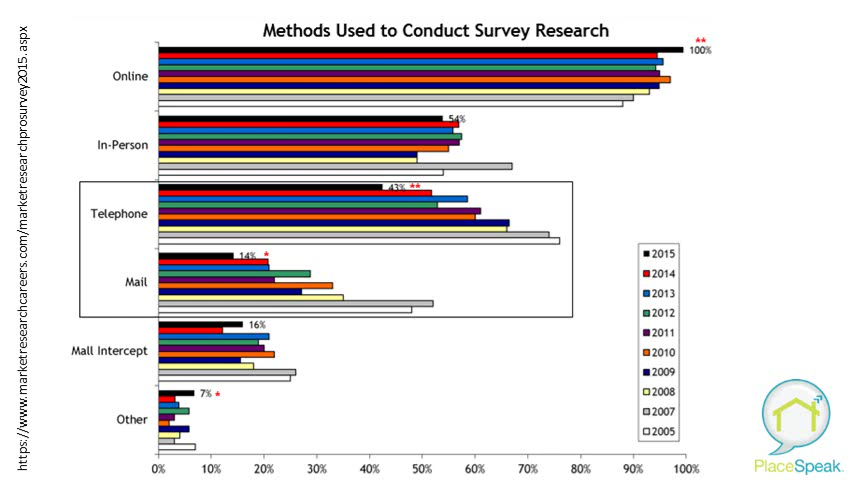 https://www.marketresearchcareers.com/marketresearchprosurvey2015.aspx
Methods Used to Conduct Survey Research
**
Online 100%
In-Person 54%
Telephone 43% **
Mail 14% *
Mall Intercept 16%
Other 7% *
2015
2014
2013
2012
2011
2010
2009
2008
2007
2005
0% 10% 20% 30% 40% 50% 60% 70% 80% 90% 100%
PlaceSpeak